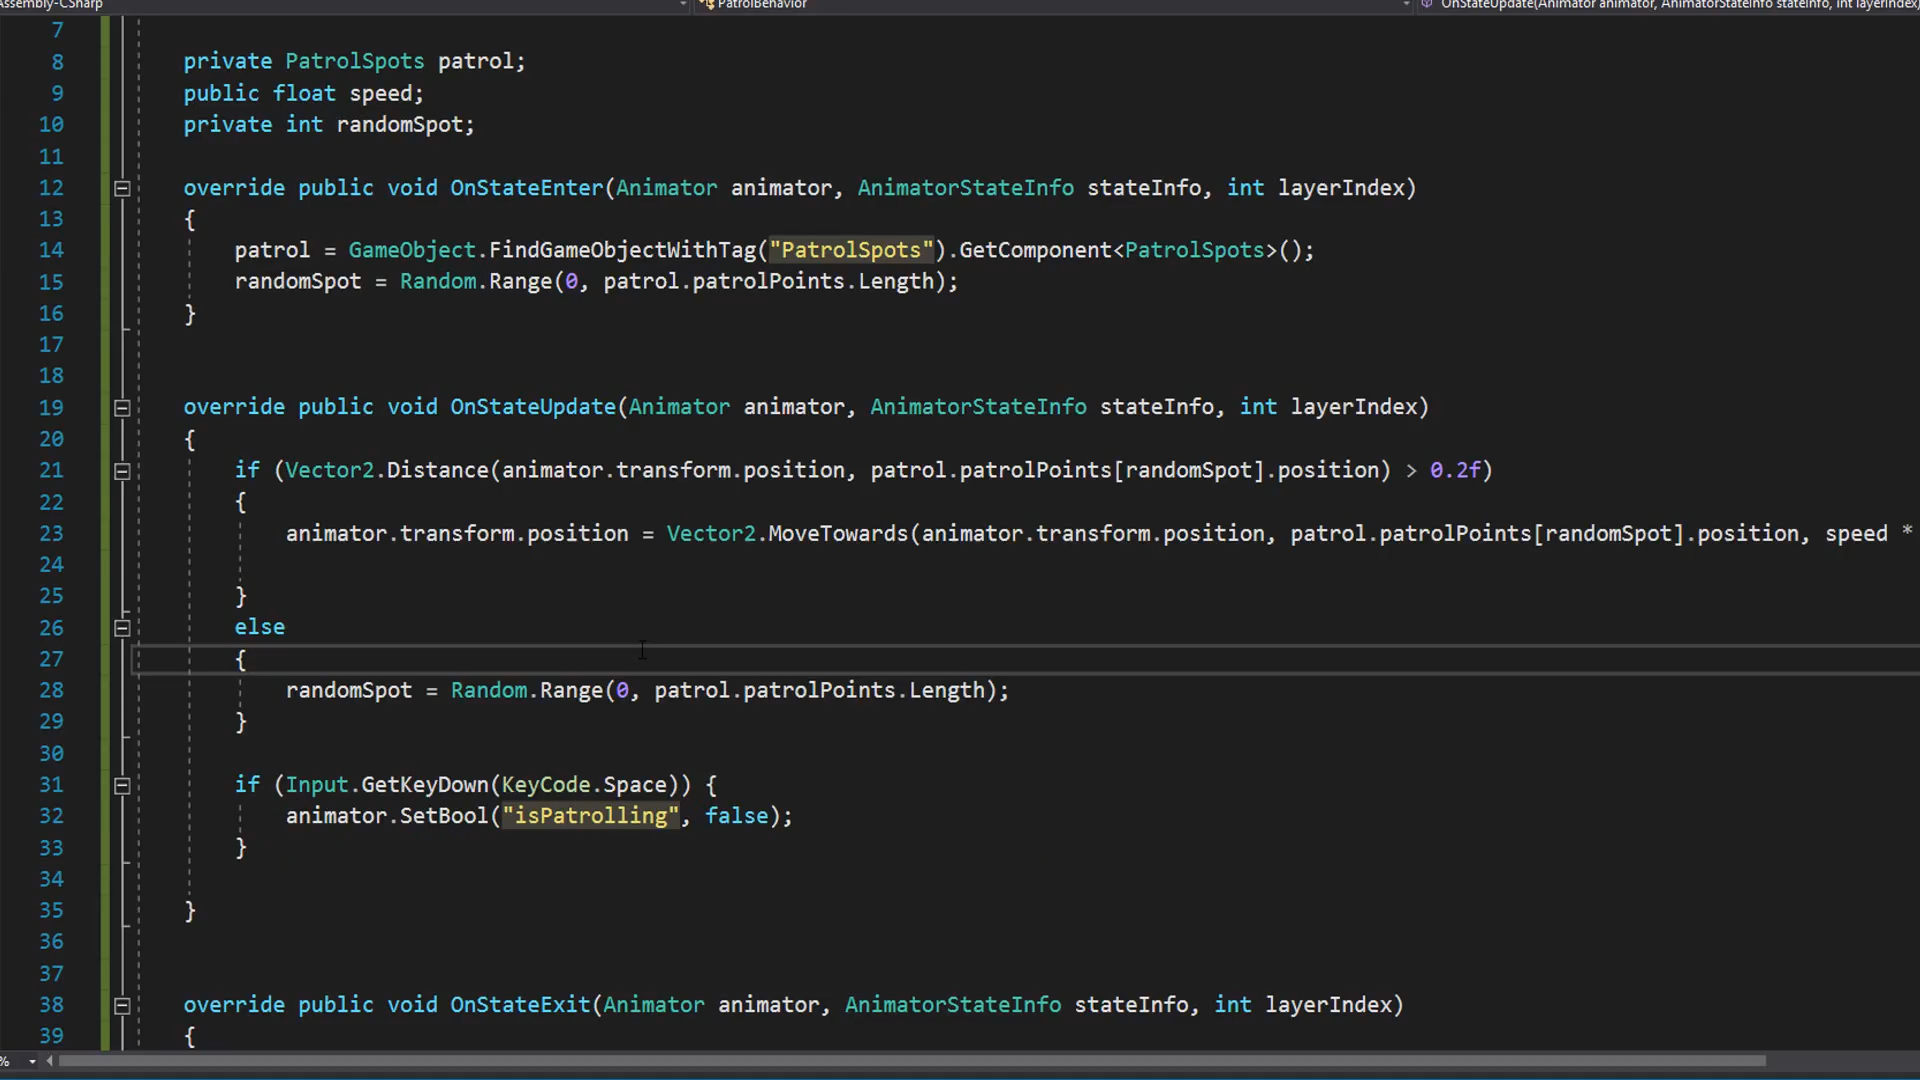 Assembly-CSharp PatrolBehavior OnStateUpdate(Animator animator, AnimatorStateInfo stateInfo, int layerIndex)
7
8 private PatrolSpots patrol;
9 public float speed;
10 private int randomSpot;
11
12 override public void OnStateEnter(Animator animator, AnimatorStateInfo stateInfo, int layerIndex)
13 {
14 patrol = GameObject.FindGameObjectWithTag("PatrolSpots").GetComponent<PatrolSpots>();
15 randomSpot = Random.Range(0, patrol.patrolPoints.Length);
16 }
17
18
19 override public void OnStateUpdate(Animator animator, AnimatorStateInfo stateInfo, int layerIndex)
20 {
21 if (Vector2.Distance(animator.transform.position, patrol.patrolPoints[randomSpot].position) > 0.2f)
22 {
23 animator.transform.position = Vector2.MoveTowards(animator.transform.position, patrol.patrolPoints[randomSpot].position, speed *
24
25 }
26 else
27 {
28 randomSpot = Random.Range(0, patrol.patrolPoints.Length);
29 }
30
31 if (Input.GetKeyDown(KeyCode.Space)) {
32 animator.SetBool("isPatrolling", false);
33 }
34
35 }
36
37
38 override public void OnStateExit(Animator animator, AnimatorStateInfo stateInfo, int layerIndex)
39 {
%